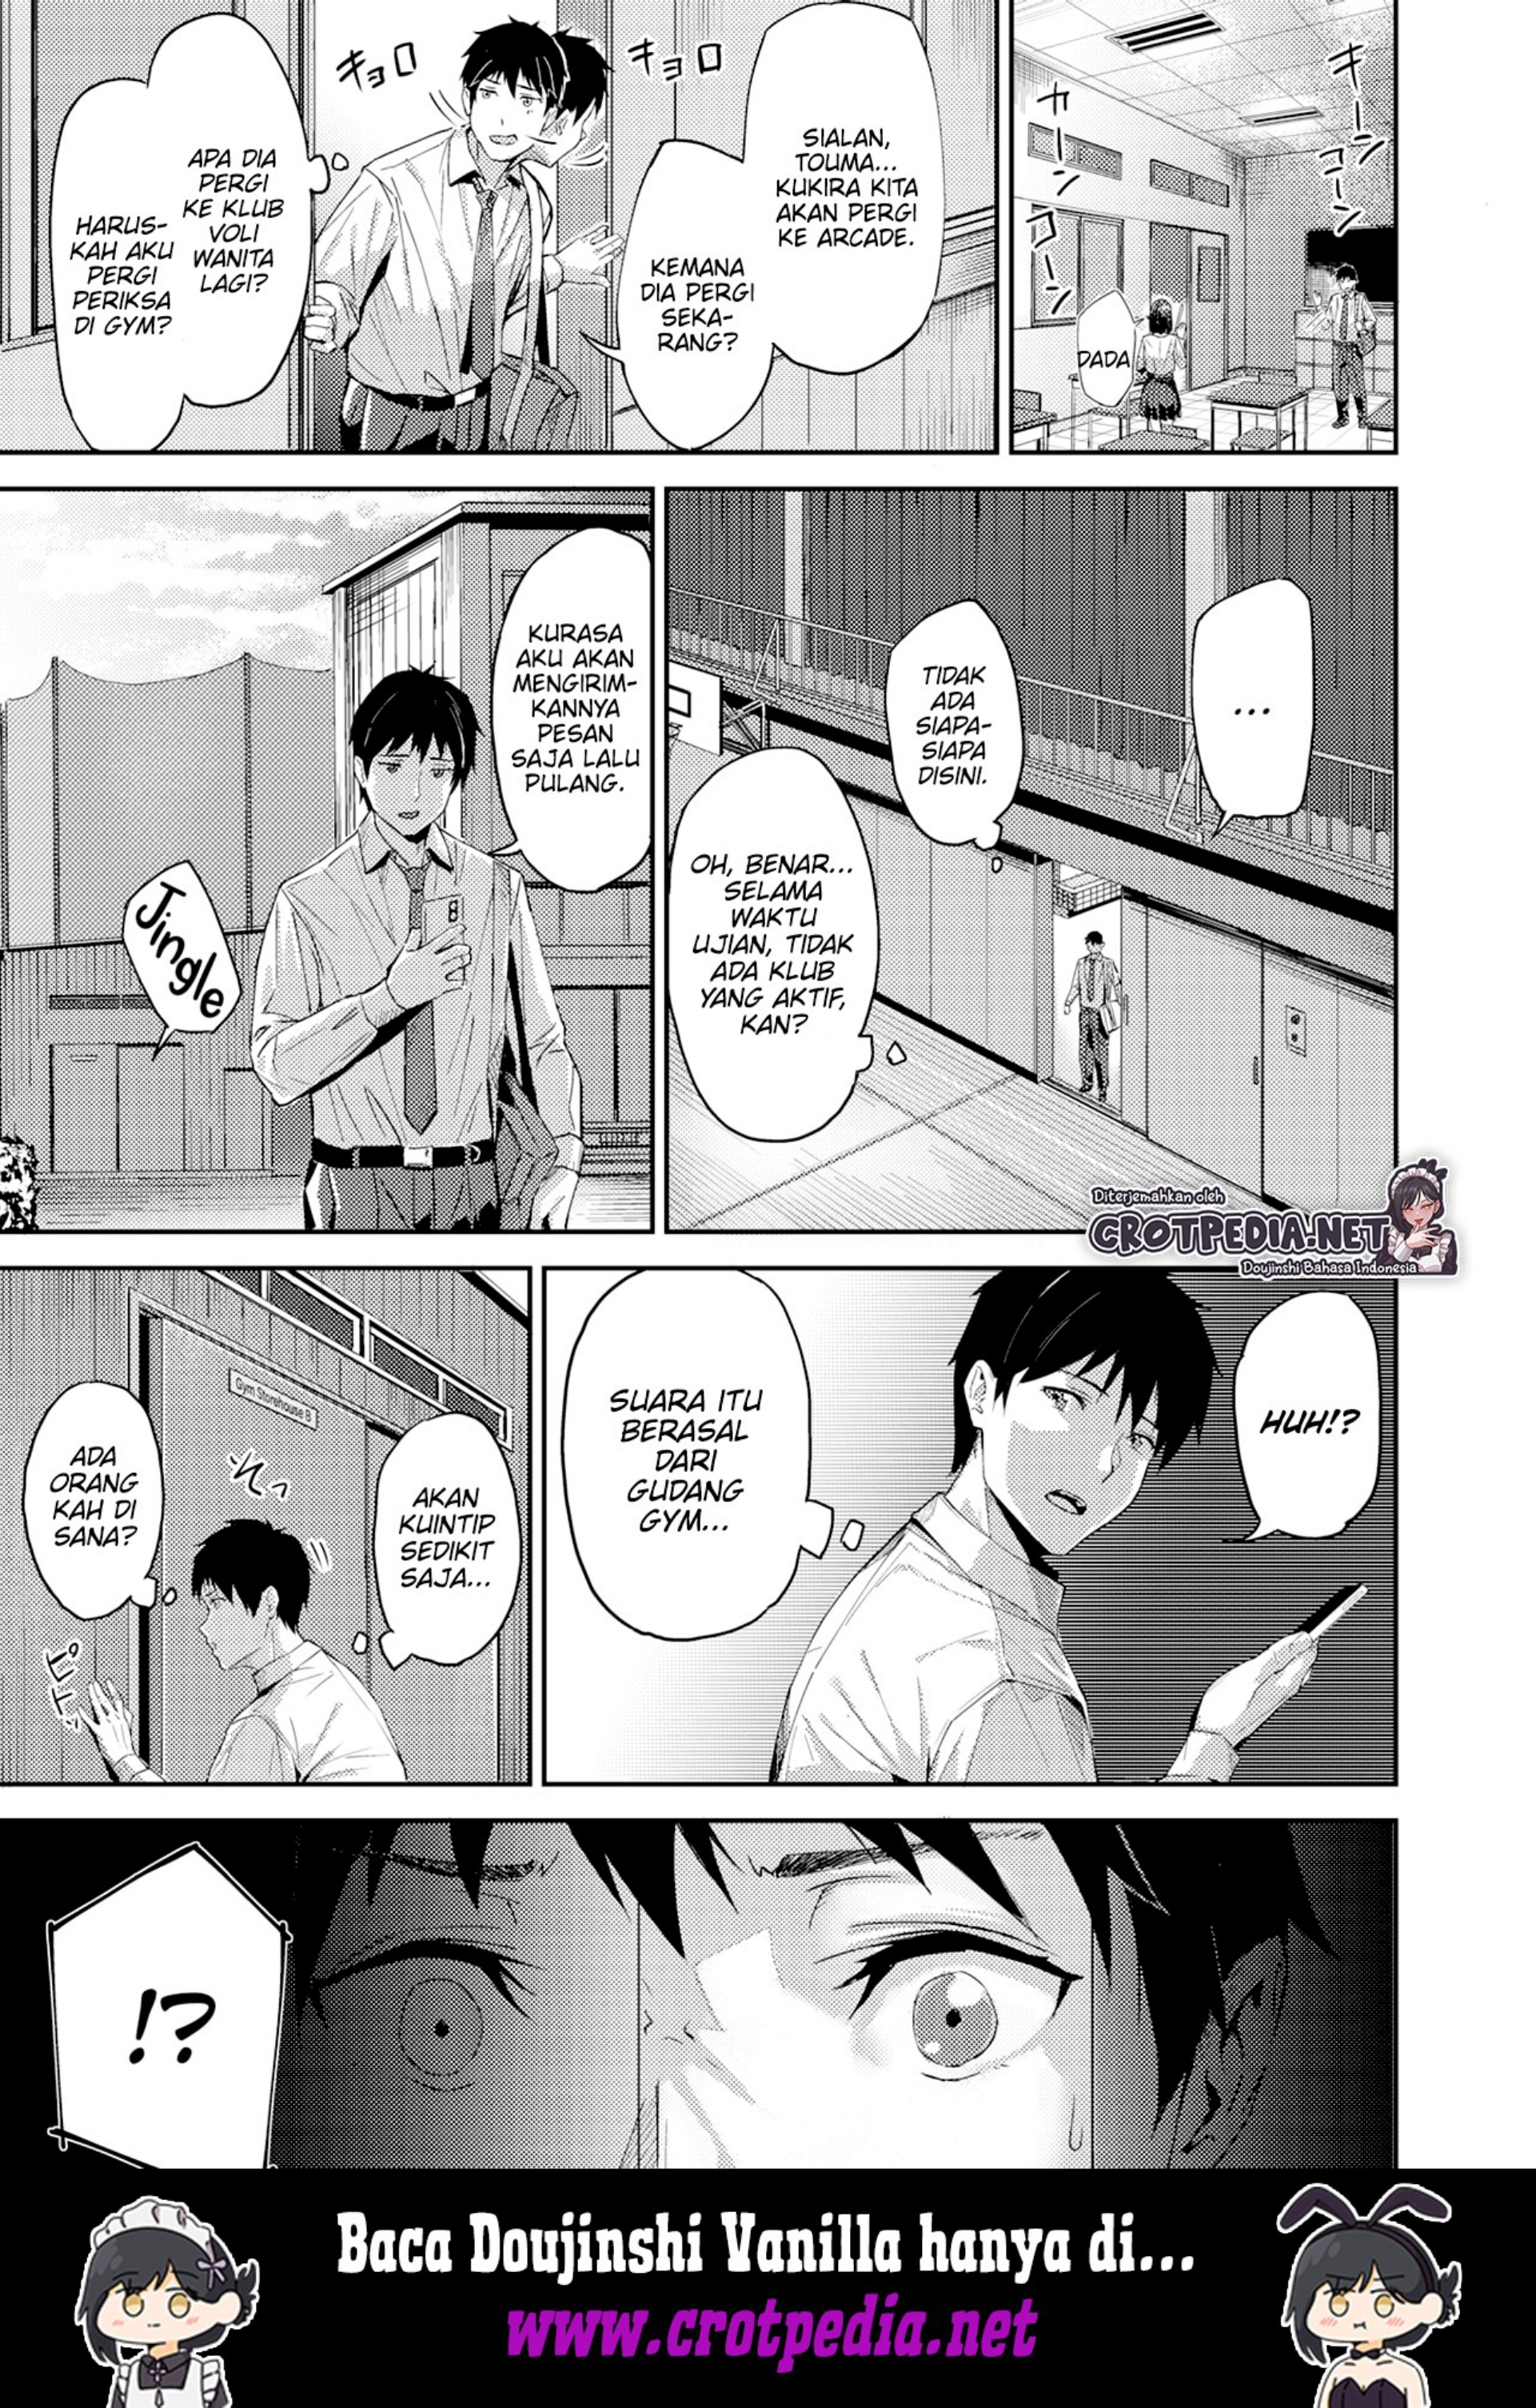 キーンコーン
カーンコーン
DADA
SIALAN,
TOUMA...
KUKIRA KITA
AKAN PERGI
KE ARCADE.
KEMANA
DIA PERGI
SEKA-
RANG?
キョロ
キョロ
APA DIA
PERGI
KE KLUB
VOLI
WANITA
LAGI?
HARUS-
KAH AKU
PERGI
PERIKSA
DI GYM?
...
TIDAK
ADA
SIAPA-
SIAPA
DISINI.
OH, BENAR...
SELAMA
WAKTU
UJIAN, TIDAK
ADA KLUB
YANG AKTIF,
KAN?
KURASA
AKU AKAN
MENGIRIM-
KANNYA
PESAN
SAJA LALU
PULANG.
Jingle
Diterjemahkan oleh
CROTPEDIA.NET
Doujinshi Bahasa Indonesia
HUH!?
SUARA ITU
BERASAL
DARI
GUDANG
GYM...
Gym Storehouse B
AKAN
KUINTIP
SEDIKIT
SAJA...
そ〜っ
ADA
ORANG
KAH DI
SANA?
ピト
!?
Baca Doujinshi Vanilla hanya di...
www.crotpedia.net